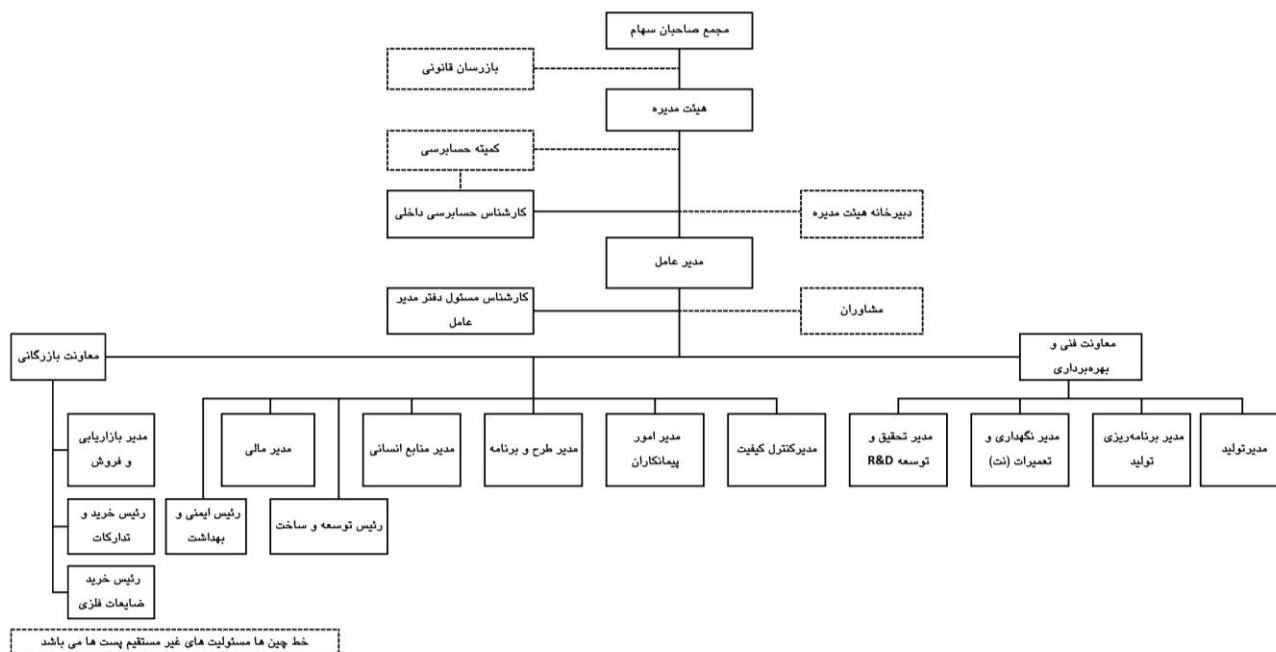 مجمع صاحبان سهام
بازرسان قانونی
هیئت مدیره
کمیته حسابرسی
کارشناس حسابرسی داخلی
دبیرخانه هیئت مدیره
مدیر عامل
کارشناس مسئول دفتر مدیر
عامل
مشاوران
معاونت فنی و
بهره‌برداری
معاونت بازرگانی
مدیرتولید
مدیر برنامه‌ریزی
تولید
مدیر نگهداری و
تعمیرات (نت)
مدیر تحقیق و
توسعه R&D
مدیرکنترل کیفیت
مدیر امور
پیمانکاران
مدیر طرح و برنامه
مدیر منابع انسانی
مدیر مالی
مدیر بازاریابی
و فروش
رئیس توسعه و ساخت
رئیس ایمنی و
بهداشت
رئیس خرید و
تدارکات
رئیس خرید
ضایعات فلزی
خط چین ها مسئولیت های غیر مستقیم پست ها می باشد